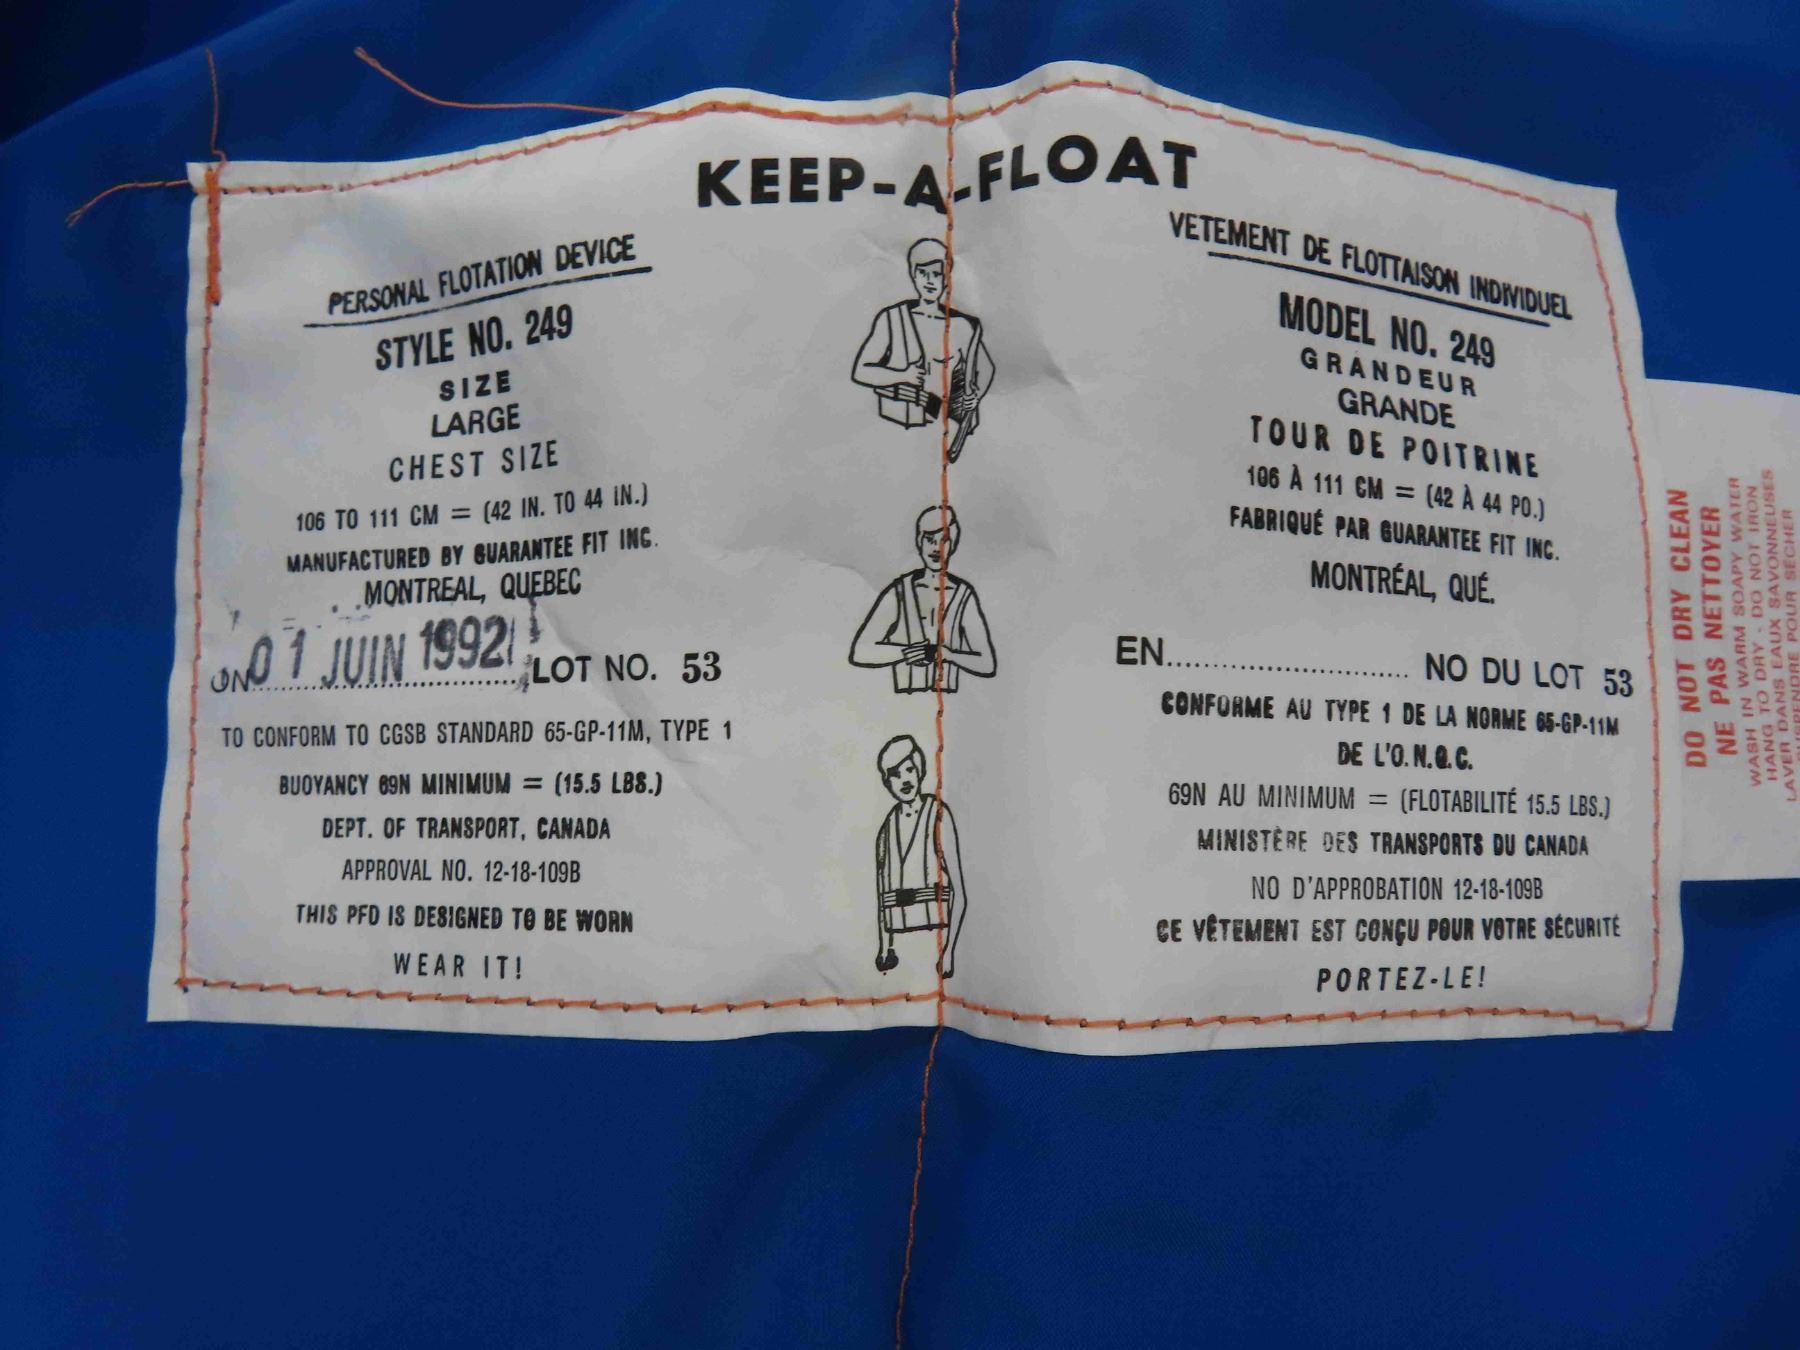 KEEP-A-FLOAT
PERSONAL FLOTATION DEVICE
STYLE NO. 249
SIZE
LARGE
CHEST SIZE
106 TO 111 CM = (42 IN. TO 44 IN.)
MANUFACTURED BY GUARANTEE FIT INC.
MONTREAL, QUEBEC
ON 01 JUIN 1992 LOT NO. 53
TO CONFORM TO CGSB STANDARD 65-GP-11M, TYPE 1
BUOYANCY 69N MINIMUM = (15.5 LBS.)
DEPT. OF TRANSPORT, CANADA
APPROVAL NO. 12-18-109B
THIS PFD IS DESIGNED TO BE WORN
WEAR IT!
VETEMENT DE FLOTTAISON INDIVIDUEL
MODEL NO. 249
GRANDEUR
GRANDE
TOUR DE POITRINE
106 À 111 CM = (42 À 44 PO.)
FABRIQUÉ PAR GUARANTEE FIT INC.
MONTRÉAL, QUÉ.
EN.............................. NO DU LOT 53
CONFORME AU TYPE 1 DE LA NORME 65-GP-11M
DE L'O.N.G.C.
69N AU MINIMUM = (FLOTABILITÉ 15.5 LBS.)
MINISTÈRE DES TRANSPORTS DU CANADA
NO D'APPROBATION 12-18-109B
CE VÊTEMENT EST CONÇU POUR VOTRE SÉCURITÉ
PORTEZ-LE!
DO NOT DRY CLEAN
NE PAS NETTOYER
WASH IN WARM SOAPY WATER
HANG TO DRY - DO NOT IRON
LAVER DANS EAUX SAVONNEUSES
SUSPENDRE POUR SECHER